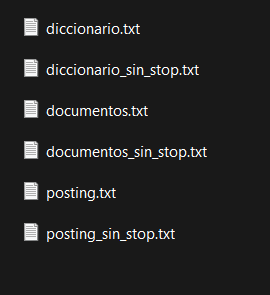 diccionario.txt
diccionario_sin_stop.txt
documentos.txt
documentos_sin_stop.txt
posting.txt
posting_sin_stop.txt